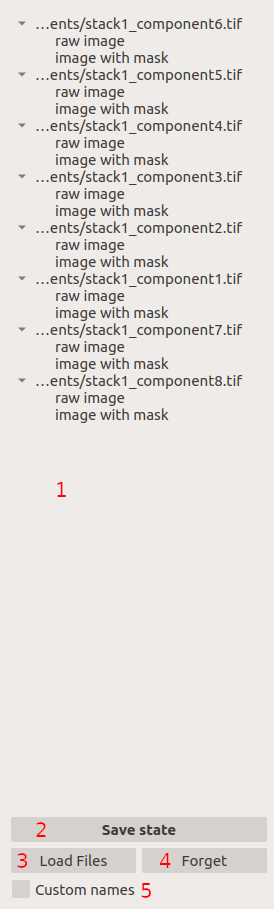 ...ents/stack1_component6.tif
raw image
image with mask
...ents/stack1_component5.tif
raw image
image with mask
...ents/stack1_component4.tif
raw image
image with mask
...ents/stack1_component3.tif
raw image
image with mask
...ents/stack1_component2.tif
raw image
image with mask
...ents/stack1_component1.tif
raw image
image with mask
...ents/stack1_component7.tif
raw image
image with mask
...ents/stack1_component8.tif
raw image
image with mask
1
2 Save state
3 Load Files 4 Forget
Custom names 5